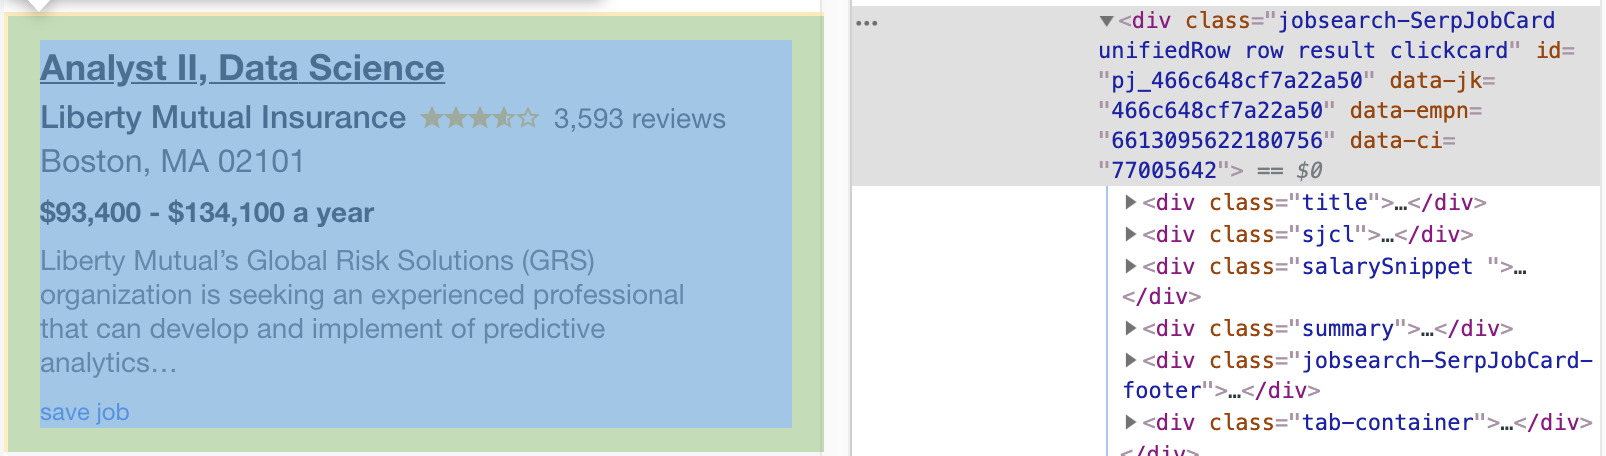 Analyst II, Data Science
Liberty Mutual Insurance 3,593 reviews
Boston, MA 02101
$93,400 - $134,100 a year
Liberty Mutual’s Global Risk Solutions (GRS)
organization is seeking an experienced professional
that can develop and implement of predictive
analytics…
save job
…
▼<div class="jobsearch-SerpJobCard
unifiedRow row result clickcard" id=
"pj_466c648cf7a22a50" data-jk=
"466c648cf7a22a50" data-empn=
"6613095622180756" data-ci=
"77005642"> == $0
▶<div class="title">…</div>
▶<div class="sjcl">…</div>
▶<div class="salarySnippet ">…
</div>
▶<div class="summary">…</div>
▶<div class="jobsearch-SerpJobCard-
footer">…</div>
▶<div class="tab-container">…</div>
</div>